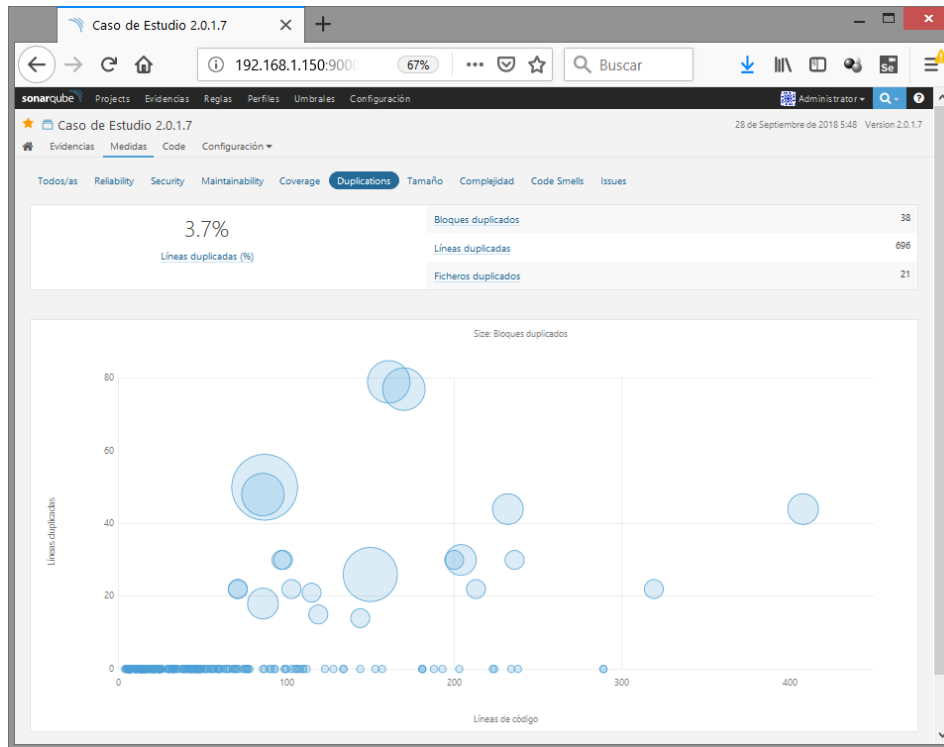 Caso de Estudio 2.0.1.7
192.168.1.150:9000
67%
Buscar
sonarqube Projects Evidencias Reglas Perfiles Umbrales Configuración Administrator
Caso de Estudio 2.0.1.7
28 de Septiembre de 2018 5:48 Version 2.0.1.7
Evidencias Medidas Code Configuración
Todos/as Reliability Security Maintainability Coverage Duplications Tamaño Complejidad Code Smells Issues
3.7%
Líneas duplicadas (%)
Bloques duplicados 38
Líneas duplicadas 696
Ficheros duplicados 21
Size: Bloques duplicados
80
60
40
20
0
Líneas duplicadas
0 100 200 300 400
Líneas de código